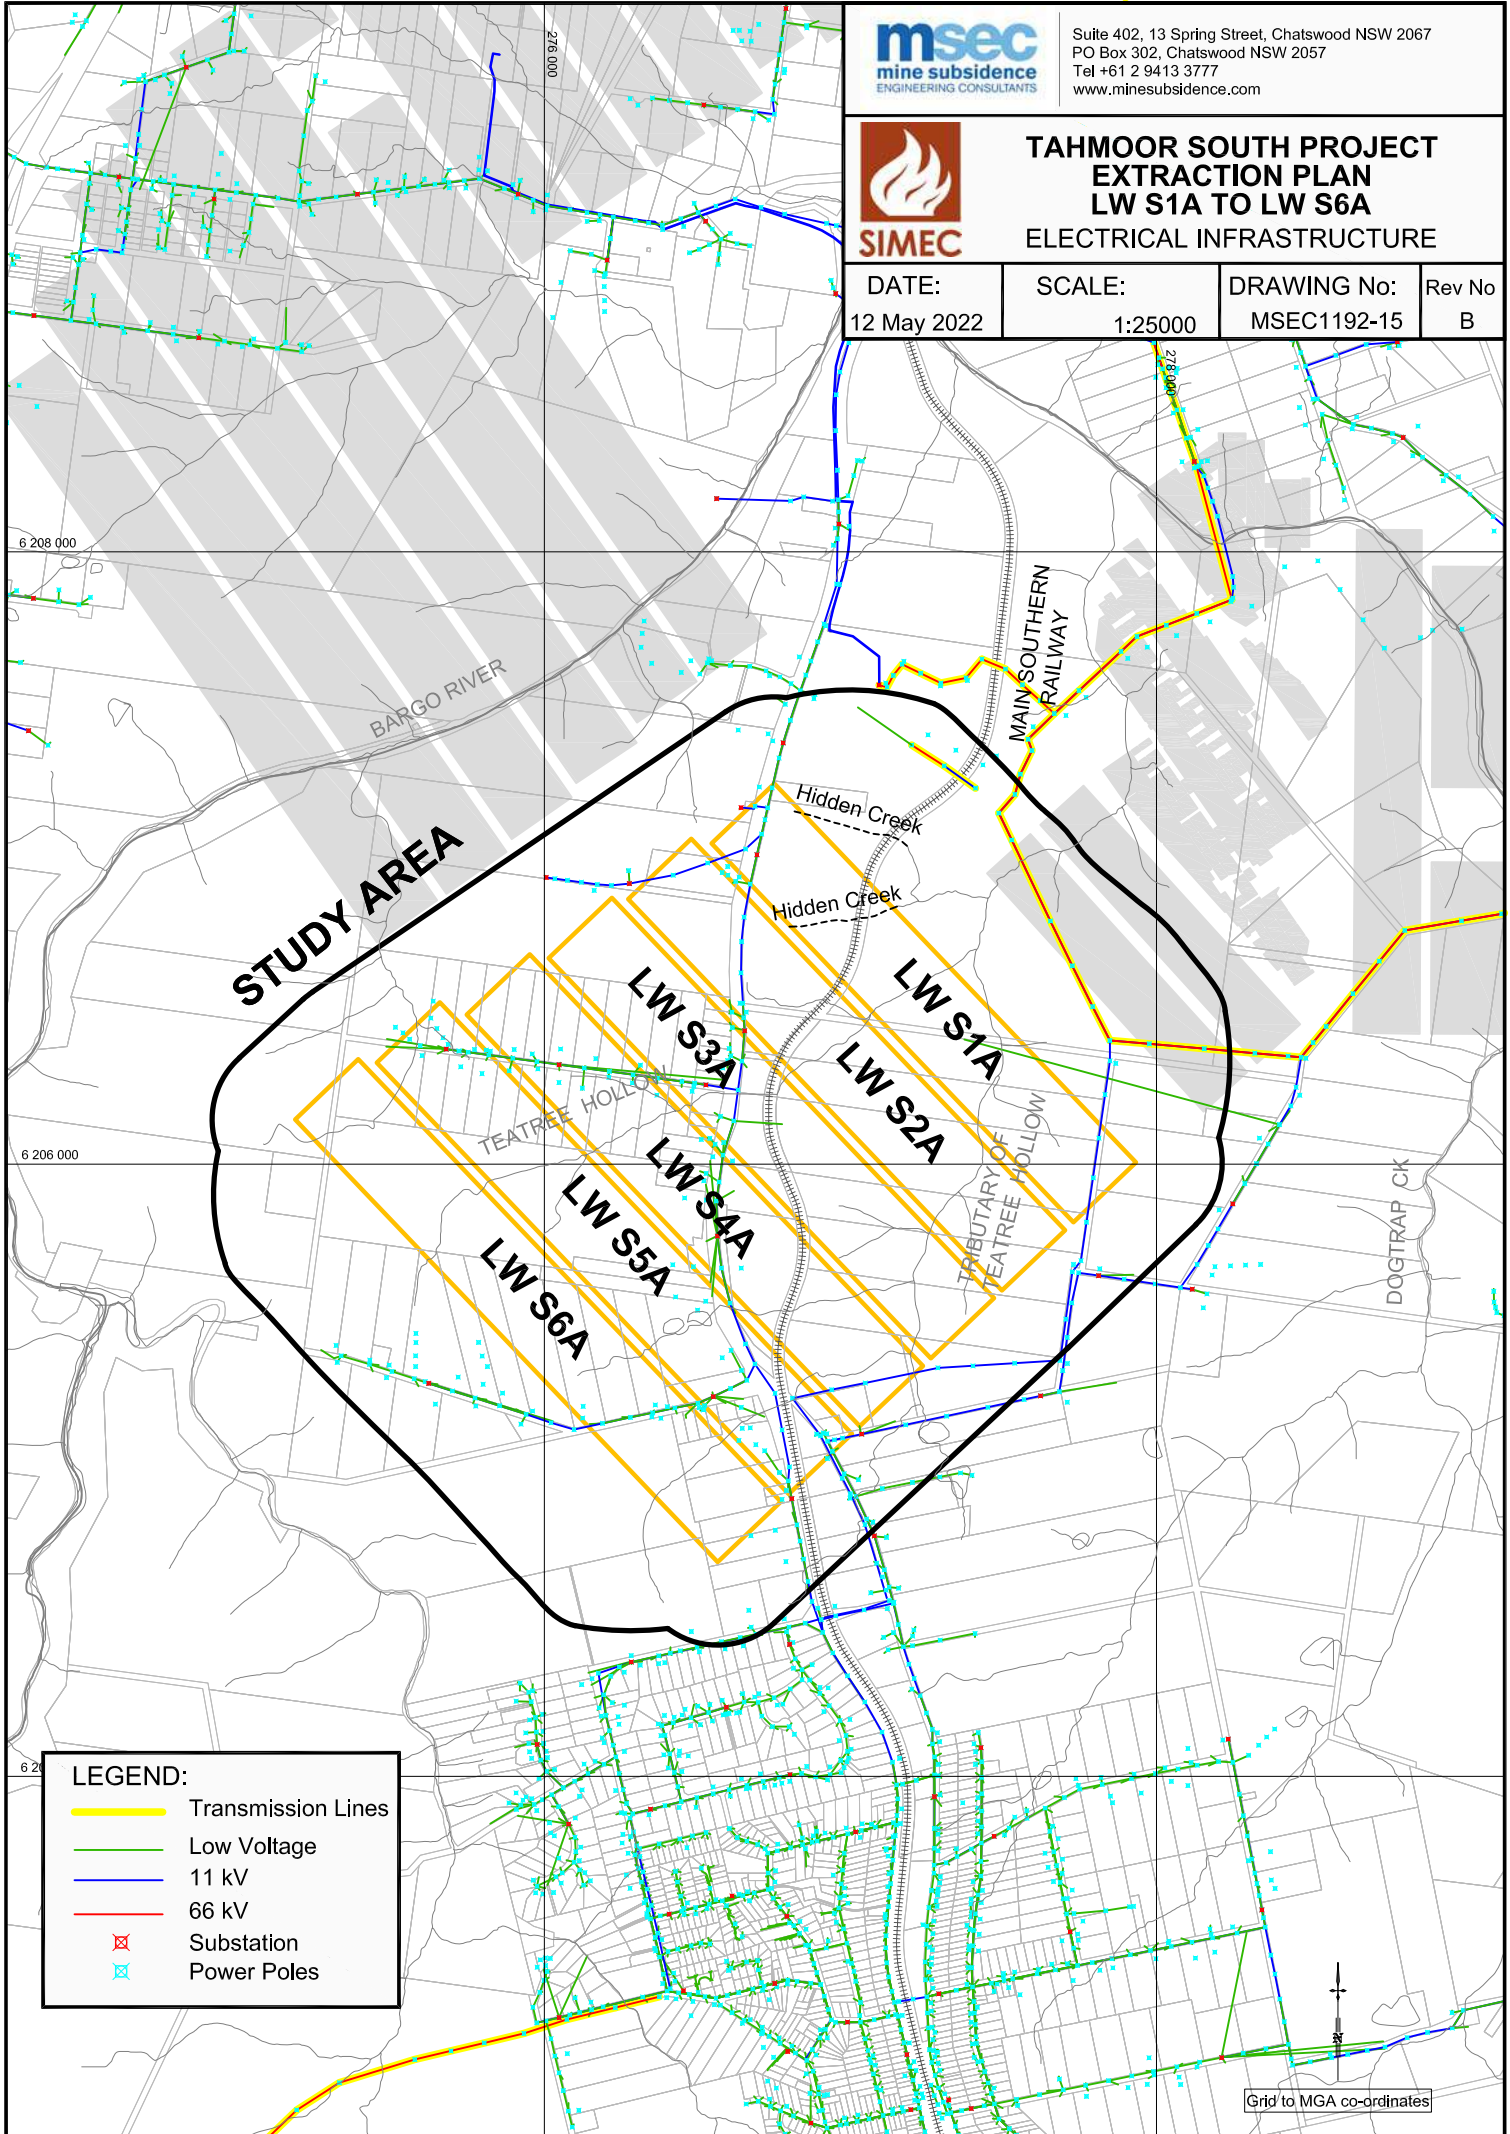 msec
mine subsidence
ENGINEERING CONSULTANTS
Suite 402, 13 Spring Street, Chatswood NSW 2067
PO Box 302, Chatswood NSW 2057
Tel +61 2 9413 3777
www.minesubsidence.com
SIMEC
TAHMOOR SOUTH PROJECT
EXTRACTION PLAN
LW S1A TO LW S6A
ELECTRICAL INFRASTRUCTURE
DATE:
12 May 2022
SCALE:
1:25000
DRAWING No:
MSEC1192-15
Rev No
B
276 000
278 000
6 208 000
MAIN SOUTHERN
RAILWAY
BARGO RIVER
Hidden Creek
STUDY AREA
Hidden Creek
LW S1A
LW S3A
LW S2A
TEATREE HOLLOW
6 206 000
LW S4A
TRIBUTARY OF
TEATREE HOLLOW
DOGTRAP CK
LW S5A
LW S6A
6 20
LEGEND:
Transmission Lines
Low Voltage
11 kV
66 kV
Substation
Power Poles
N
Grid to MGA co-ordinates